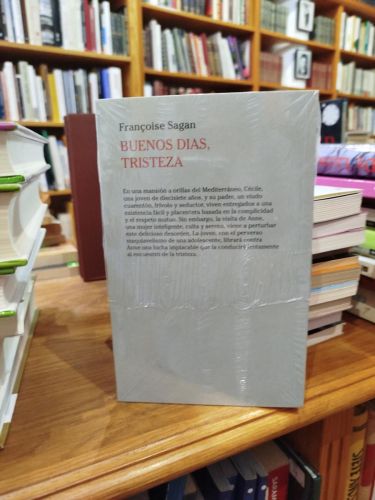 Françoise Sagan
BUENOS DIAS,
TRISTEZA
En una mansión a orillas del Mediterráneo, Cécile,
una joven de diecisiete años, y su padre, un viudo
cuarentón, frívolo y seductor, viven entregados a una
existencia fácil y placentera basada en la complicidad
y el respeto mutuo. Sin embargo, la visita de Anne,
una mujer inteligente, culta y serena, viene a perturbar
este delicioso desorden. La joven, con el perverso
maquiavelismo de una adolescente, librará contra
Anne una lucha implacable que la conducirá lentamente
al encuentro de la tristeza.